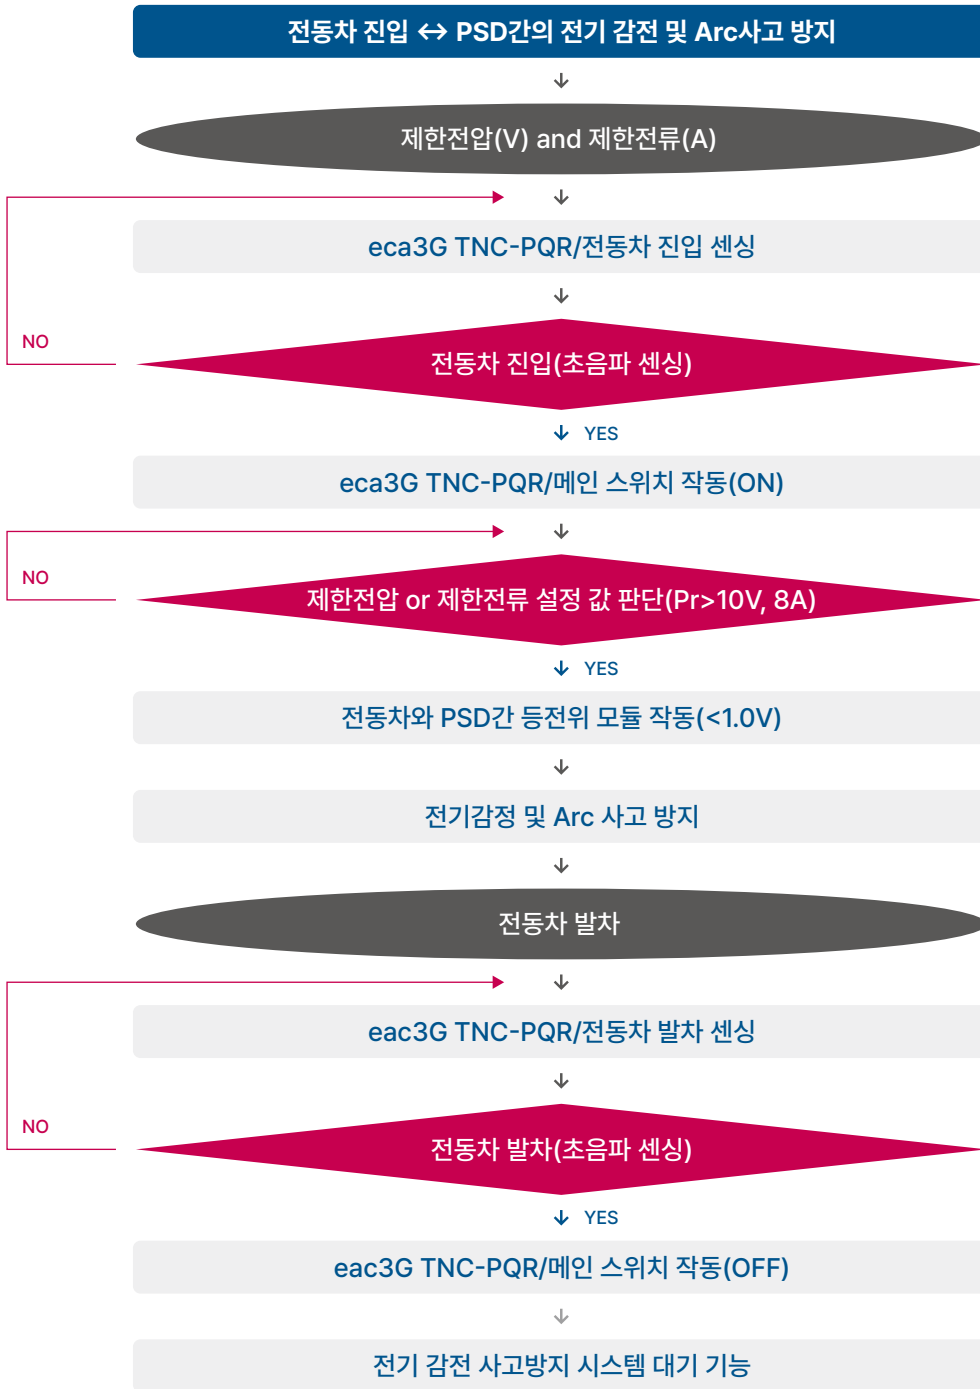 전동차 진입 ↔ PSD간의 전기 감전 및 Arc사고 방지
제한전압(V) and 제한전류(A)
eca3G TNC-PQR/전동차 진입 센싱
NO
전동차 진입(초음파 센싱)
YES
eca3G TNC-PQR/메인 스위치 작동(ON)
NO
제한전압 or 제한전류 설정 값 판단(Pr>10V, 8A)
YES
전동차와 PSD간 등전위 모듈 작동(<1.0V)
전기감정 및 Arc 사고 방지
전동차 발차
eac3G TNC-PQR/전동차 발차 센싱
NO
전동차 발차(초음파 센싱)
YES
eac3G TNC-PQR/메인 스위치 작동(OFF)
전기 감전 사고방지 시스템 대기 기능